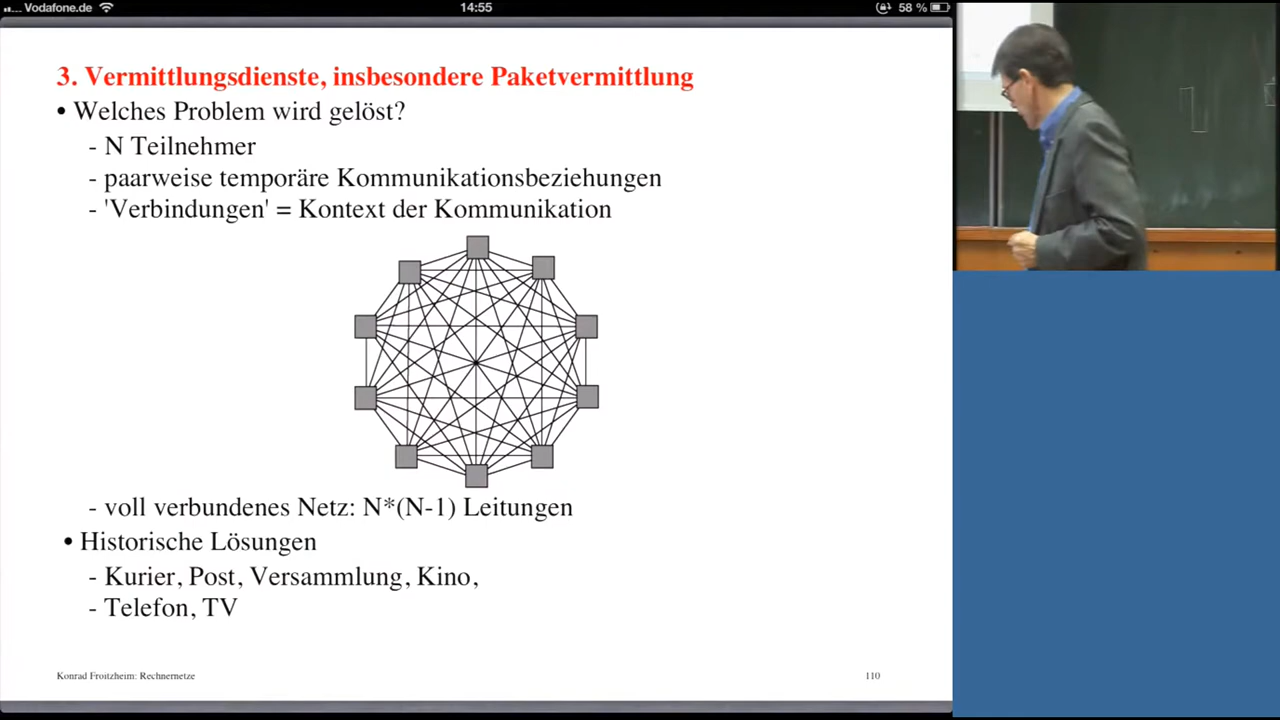 Vodafone.de
14:55
58 %
3. Vermittlungsdienste, insbesondere Paketvermittlung
• Welches Problem wird gelöst?
- N Teilnehmer
- paarweise temporäre Kommunikationsbeziehungen
- 'Verbindungen' = Kontext der Kommunikation
- voll verbundenes Netz: N*(N-1) Leitungen
• Historische Lösungen
- Kurier, Post, Versammlung, Kino,
- Telefon, TV
Konrad Froitzheim: Rechnernetze
110